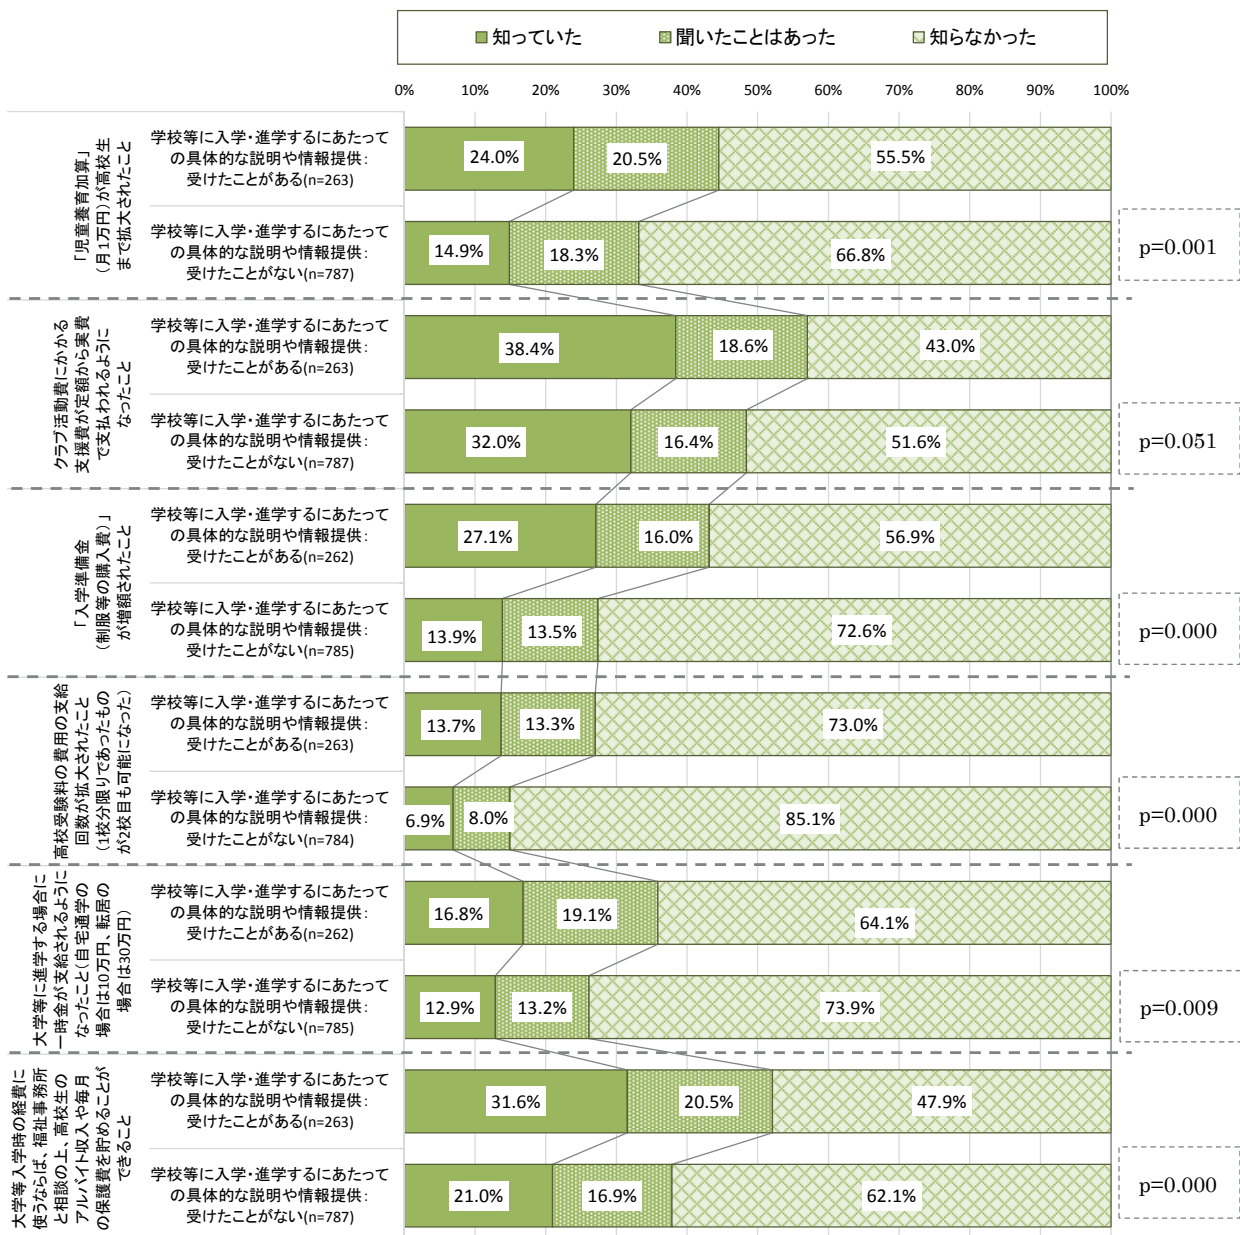 知っていた 聞いたことはあった 知らなかった
0% 10% 20% 30% 40% 50% 60% 70% 80% 90% 100%
「児童養育加算」
(月1万円)が高校生
まで拡大されたこと
学校等に入学・進学するにあたって
の具体的な説明や情報提供:
受けたことがある(n=263)
24.0% 20.5% 55.5%
学校等に入学・進学するにあたって
の具体的な説明や情報提供:
受けたことがない(n=787)
14.9% 18.3% 66.8%
p=0.001
クラブ活動費にかかる
支援費が定額から実費
で支払われるように
なったこと
学校等に入学・進学するにあたって
の具体的な説明や情報提供:
受けたことがある(n=263)
38.4% 18.6% 43.0%
学校等に入学・進学するにあたって
の具体的な説明や情報提供:
受けたことがない(n=787)
32.0% 16.4% 51.6%
p=0.051
「入学準備金
(制服等の購入費)」
が増額されたこと
学校等に入学・進学するにあたって
の具体的な説明や情報提供:
受けたことがある(n=262)
27.1% 16.0% 56.9%
学校等に入学・進学するにあたって
の具体的な説明や情報提供:
受けたことがない(n=785)
13.9% 13.5% 72.6%
p=0.000
高校受験料の費用の支給
回数が拡大されたこと
(1校分限りであったもの
が2校目も可能になった)
学校等に入学・進学するにあたって
の具体的な説明や情報提供:
受けたことがある(n=263)
13.7% 13.3% 73.0%
学校等に入学・進学するにあたって
の具体的な説明や情報提供:
受けたことがない(n=784)
6.9% 8.0% 85.1%
p=0.000
大学等に進学する場合に
一時金が支給されるように
なったこと(自宅通学の
場合は10万円、転居の
場合は30万円)
学校等に入学・進学するにあたって
の具体的な説明や情報提供:
受けたことがある(n=262)
16.8% 19.1% 64.1%
学校等に入学・進学するにあたって
の具体的な説明や情報提供:
受けたことがない(n=785)
12.9% 13.2% 73.9%
p=0.009
大学等入学時の経費に
使うならば、福祉事務所
と相談の上、高校生の
アルバイト収入や毎月
の保護費を貯めることが
できること
学校等に入学・進学するにあたって
の具体的な説明や情報提供:
受けたことがある(n=263)
31.6% 20.5% 47.9%
学校等に入学・進学するにあたって
の具体的な説明や情報提供:
受けたことがない(n=787)
21.0% 16.9% 62.1%
p=0.000